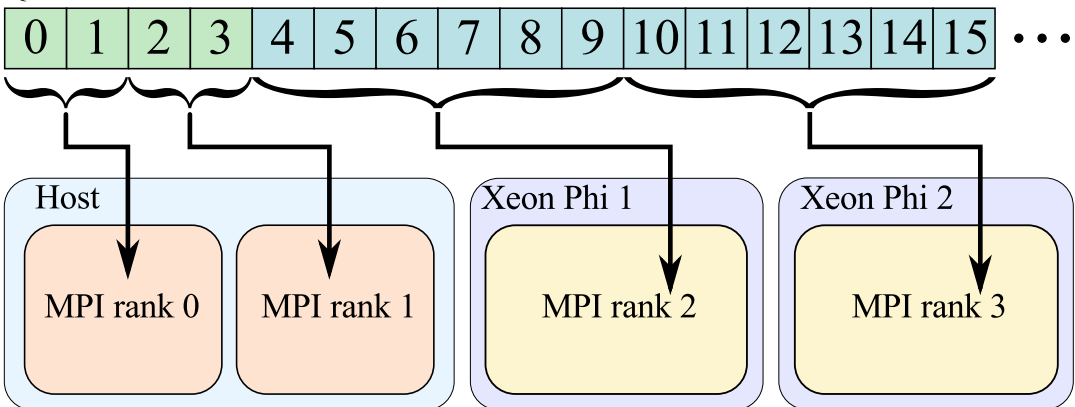 0 1 2 3 4 5 6 7 8 9 10 11 12 13 14 15 ...
Host Xeon Phi 1 Xeon Phi 2
MPI rank 0 MPI rank 1 MPI rank 2 MPI rank 3